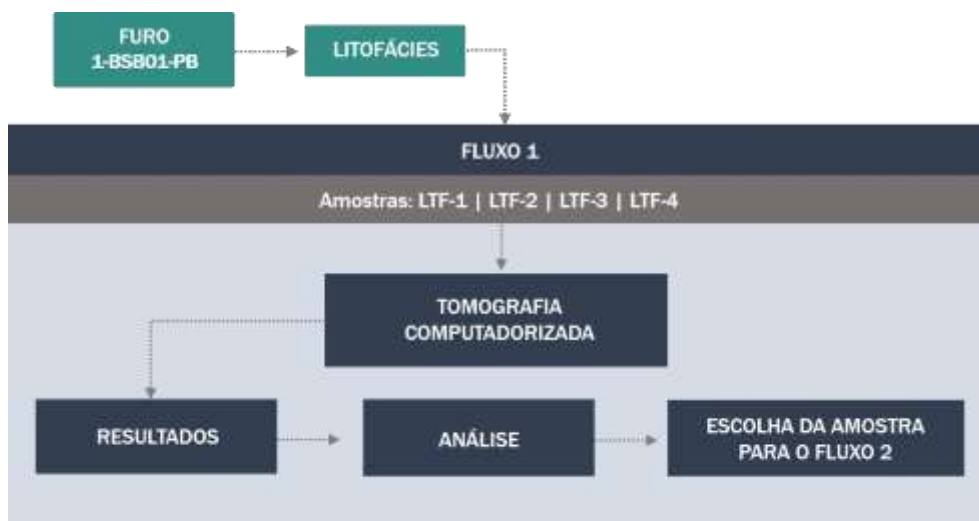 FURO
1-BSB01-PB
LITOFÁCIES
FLUXO 1
Amostras: LTF-1 | LTF-2 | LTF-3 | LTF-4
TOMOGRAFIA
COMPUTADORIZADA
RESULTADOS
ANÁLISE
ESCOLHA DA AMOSTRA
PARA O FLUXO 2